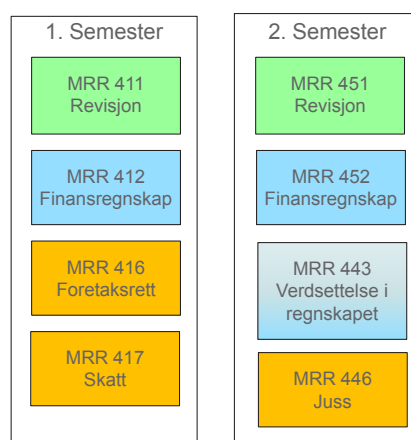 1. Semester
MRR 411
Revisjon
MRR 412
Finansregnskap
MRR 416
Foretaksrett
MRR 417
Skatt
2. Semester
MRR 451
Revisjon
MRR 452
Finansregnskap
MRR 443
Verdsettelse i
regnskapet
MRR 446
Juss